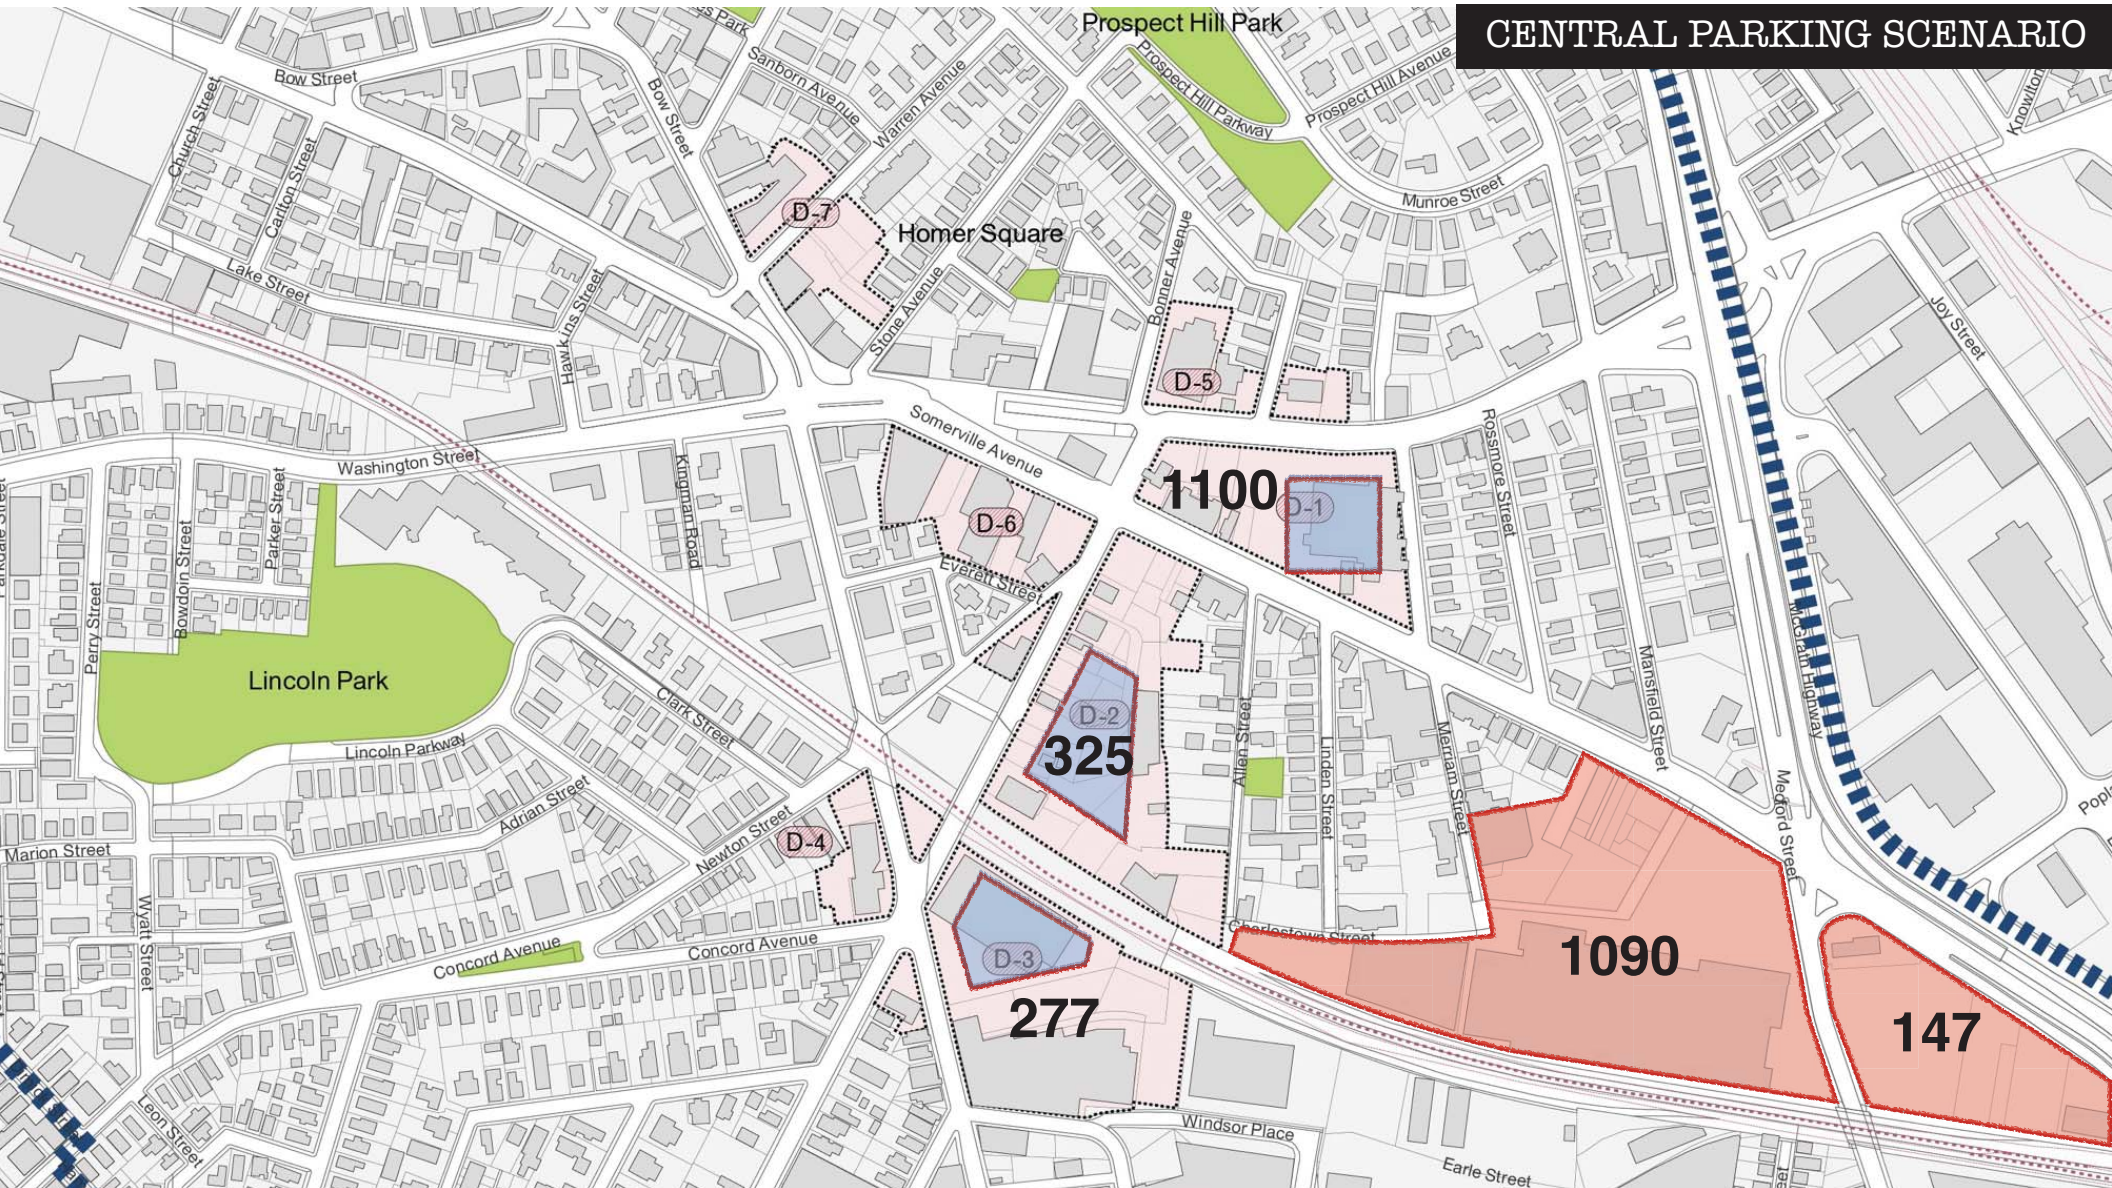 CENTRAL PARKING SCENARIO
Prospect Hill Park
Bow Street
Sanborn Avenue
Warren Avenue
Prospect Hill Parkway
Prospect Hill Avenue
Church Street
Bow Street
Carlton Street
Munroe Street
D-7
Homer Square
Bonner Avenue
Lake Street
Hawkins Street
Stone Avenue
Joy Street
D-5
Somerville Avenue
Rossmore Street
Washington Street
Kingman Road
1100
D-1
D-6
Parker Street
Bowdoin Street
Perry Street
Everett Street
McGrath Highway
Lincoln Park
Mansfield Street
Clark Street
D-2
325
Allen Street
Linden Street
Merriam Street
Lincoln Parkway
Adrian Street
Newton Street
D-4
Medford Street
Marion Street
Wyatt Street
Concord Avenue
Concord Avenue
Charlestown Street
D-3
1090
277
147
Leon Street
Windsor Place
Earle Street